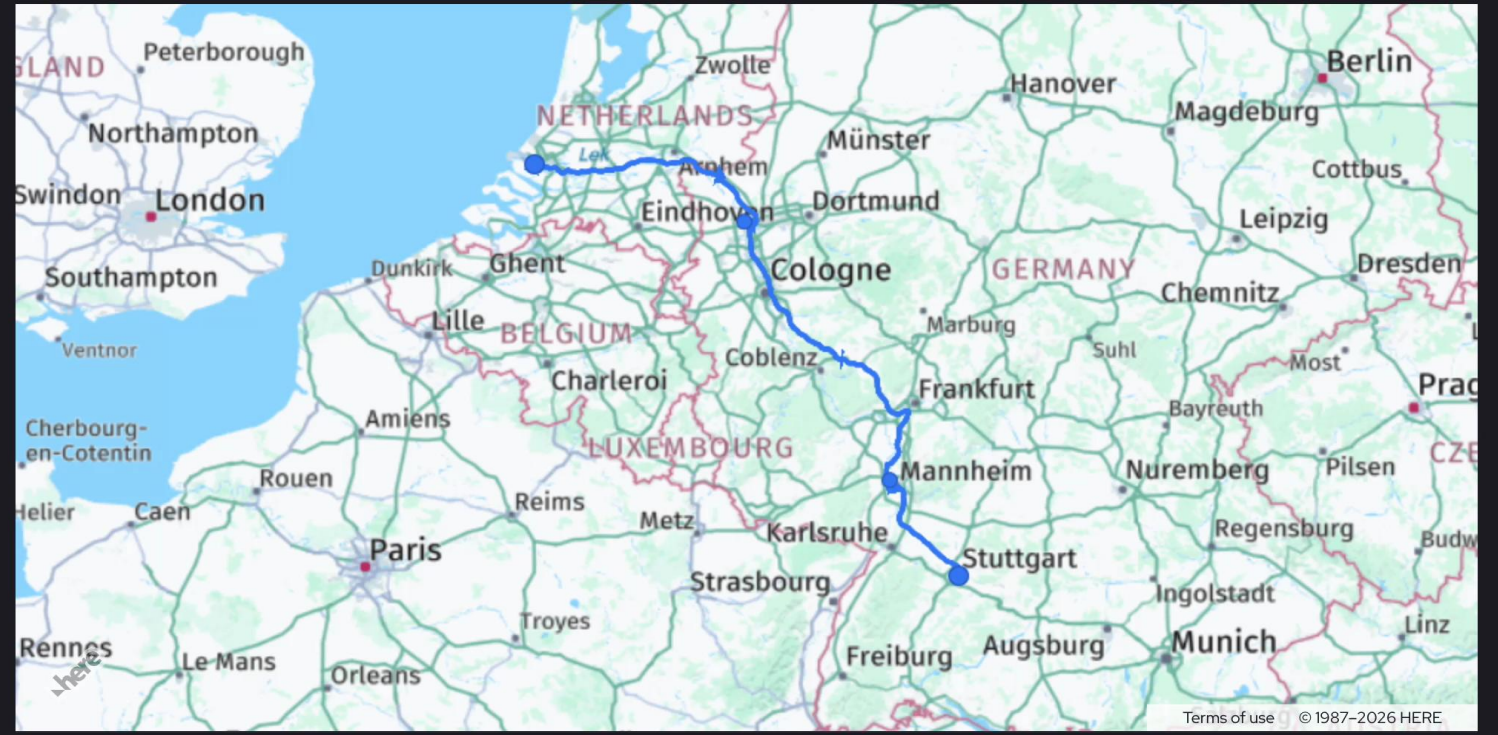 Peterborough
GLAND
Zwolle
Berlin
Hanover
NETHERLANDS
Magdeburg
Northampton
Münster
Lek
Arnhem
Cottbus
Swindon
London
Eindhoven
Dortmund
Leipzig
Southampton
Dunkirk
Ghent
Cologne
GERMANY
Dresden
Chemnitz
Lille
BELGIUM
Marburg
Ventnor
Coblenz
Suhl
Most
Charleroi
Frankfurt
Prag
Amiens
Bayreuth
Cherbourg-
en-Cotentin
LUXEMBOURG
CZE
Mannheim
Nuremberg
Pilsen
Rouen
Reims
Helier
Caen
Metz
Karlsruhe
Regensburg
Budw
Paris
Stuttgart
Strasbourg
Ingolstadt
Troyes
Linz
Rennes
Le Mans
Orleans
Freiburg
Augsburg
Munich
here
Terms of use © 1987–2026 HERE